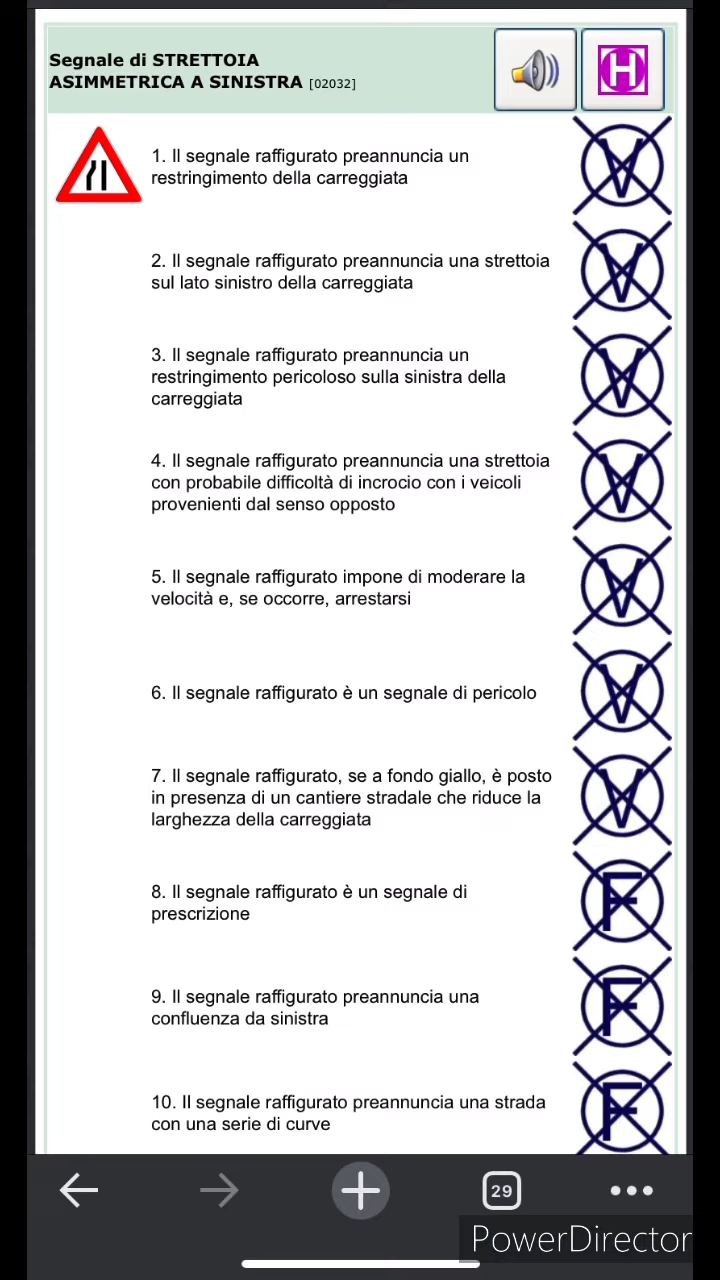 Segnale di STRETTOIA
ASIMMETRICA A SINISTRA [02032]
H
1. Il segnale raffigurato preannuncia un
restringimento della carreggiata
V
2. Il segnale raffigurato preannuncia una strettoia
sul lato sinistro della carreggiata
V
3. Il segnale raffigurato preannuncia un
restringimento pericoloso sulla sinistra della
carreggiata
V
4. Il segnale raffigurato preannuncia una strettoia
con probabile difficoltà di incrocio con i veicoli
provenienti dal senso opposto
V
5. Il segnale raffigurato impone di moderare la
velocità e, se occorre, arrestarsi
V
6. Il segnale raffigurato è un segnale di pericolo
V
7. Il segnale raffigurato, se a fondo giallo, è posto
in presenza di un cantiere stradale che riduce la
larghezza della carreggiata
V
8. Il segnale raffigurato è un segnale di
prescrizione
F
9. Il segnale raffigurato preannuncia una
confluenza da sinistra
F
10. Il segnale raffigurato preannuncia una strada
con una serie di curve
F
29
PowerDirector